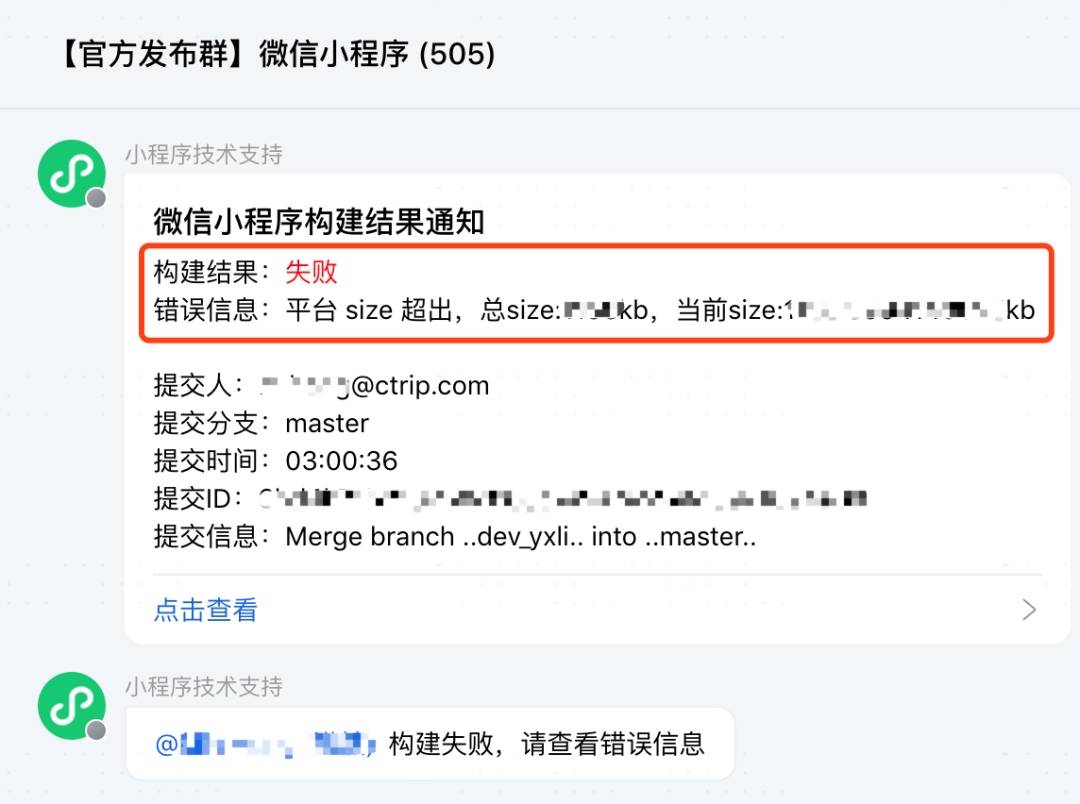 【官方发布群】微信小程序 (505)
小程序技术支持
微信小程序构建结果通知
构建结果：失败
错误信息：平台 size 超出，总size: kb，当前size: kb
提交人： @ctrip.com
提交分支：master
提交时间：03:00:36
提交ID：
提交信息：Merge branch ..dev_yxli.. into ..master..
点击查看
小程序技术支持
@ 构建失败，请查看错误信息